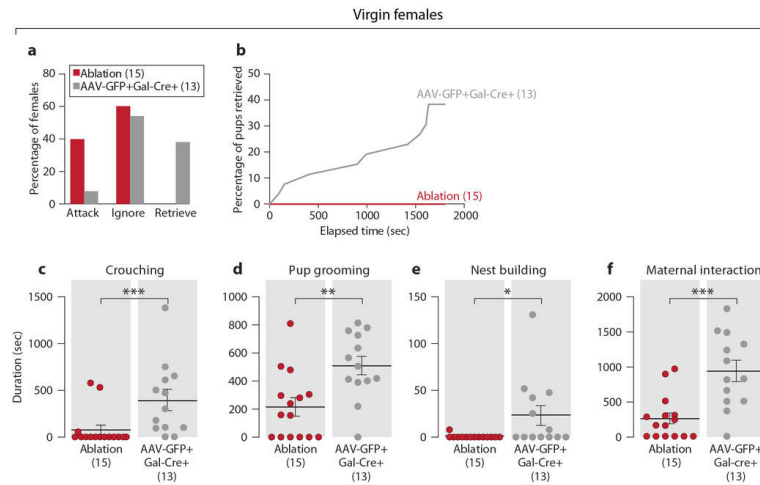 Virgin females
a
Ablation (15)
AAV-GFP+Gal-Cre+ (13)
Percentage of females
80
60
40
20
0
Attack Ignore Retrieve
b
Percentage of pups retrieved
50
40
30
20
10
0
AAV-GFP+Gal-Cre+ (13)
Ablation (15)
0 500 1000 1500 2000
Elapsed time (sec)
c Crouching
Duration (sec)
1500
1000
500
0
***
Ablation
(15)
AAV-GFP+
Gal-Cre+
(13)
d Pup grooming
1000
800
600
400
200
0
**
Ablation
(15)
AAV-GFP+
Gal-Cre+
(13)
e Nest building
150
100
50
0
*
Ablation
(15)
AAV-GFP+
Gal-cre+
(13)
f Maternal interaction
2000
1500
1000
500
0
***
Ablation
(15)
AAV-GFP+
Gal-Cre+
(13)